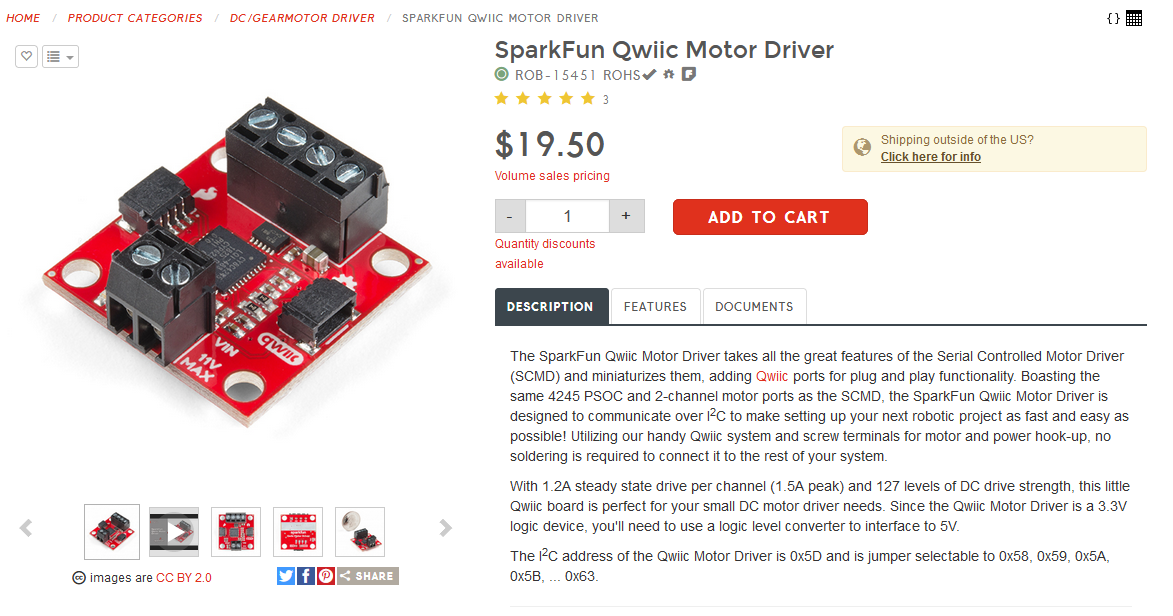 HOME / PRODUCT CATEGORIES / DC/GEARMOTOR DRIVER / SPARKFUN QWIIC MOTOR DRIVER
{ }
SparkFun Qwiic Motor Driver
ROB-15451 ROHS
3
$19.50
Volume sales pricing
Shipping outside of the US?
Click here for info
- 1 +
ADD TO CART
Quantity discounts
available
DESCRIPTION
FEATURES
DOCUMENTS
The SparkFun Qwiic Motor Driver takes all the great features of the Serial Controlled Motor Driver
(SCMD) and miniaturizes them, adding Qwiic ports for plug and play functionality. Boasting the
same 4245 PSOC and 2-channel motor ports as the SCMD, the SparkFun Qwiic Motor Driver is
designed to communicate over I2C to make setting up your next robotic project as fast and easy as
possible! Utilizing our handy Qwiic system and screw terminals for motor and power hook-up, no
soldering is required to connect it to the rest of your system.
With 1.2A steady state drive per channel (1.5A peak) and 127 levels of DC drive strength, this little
Qwiic board is perfect for your small DC motor driver needs. Since the Qwiic Motor Driver is a 3.3V
logic device, you'll need to use a logic level converter to interface to 5V.
The I2C address of the Qwiic Motor Driver is 0x5D and is jumper selectable to 0x58, 0x59, 0x5A,
0x5B, ... 0x63.
VIN
11V
MAX
qwiic
cc images are CC BY 2.0
SHARE